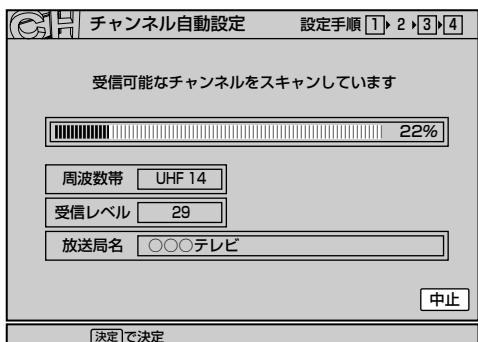 CH チャンネル自動設定 設定手順 1 2 3 4
受信可能なチャンネルをスキャンしています
22%
周波数帯 UHF 14
受信レベル 29
放送局名 ○○○テレビ
中止
決定で決定